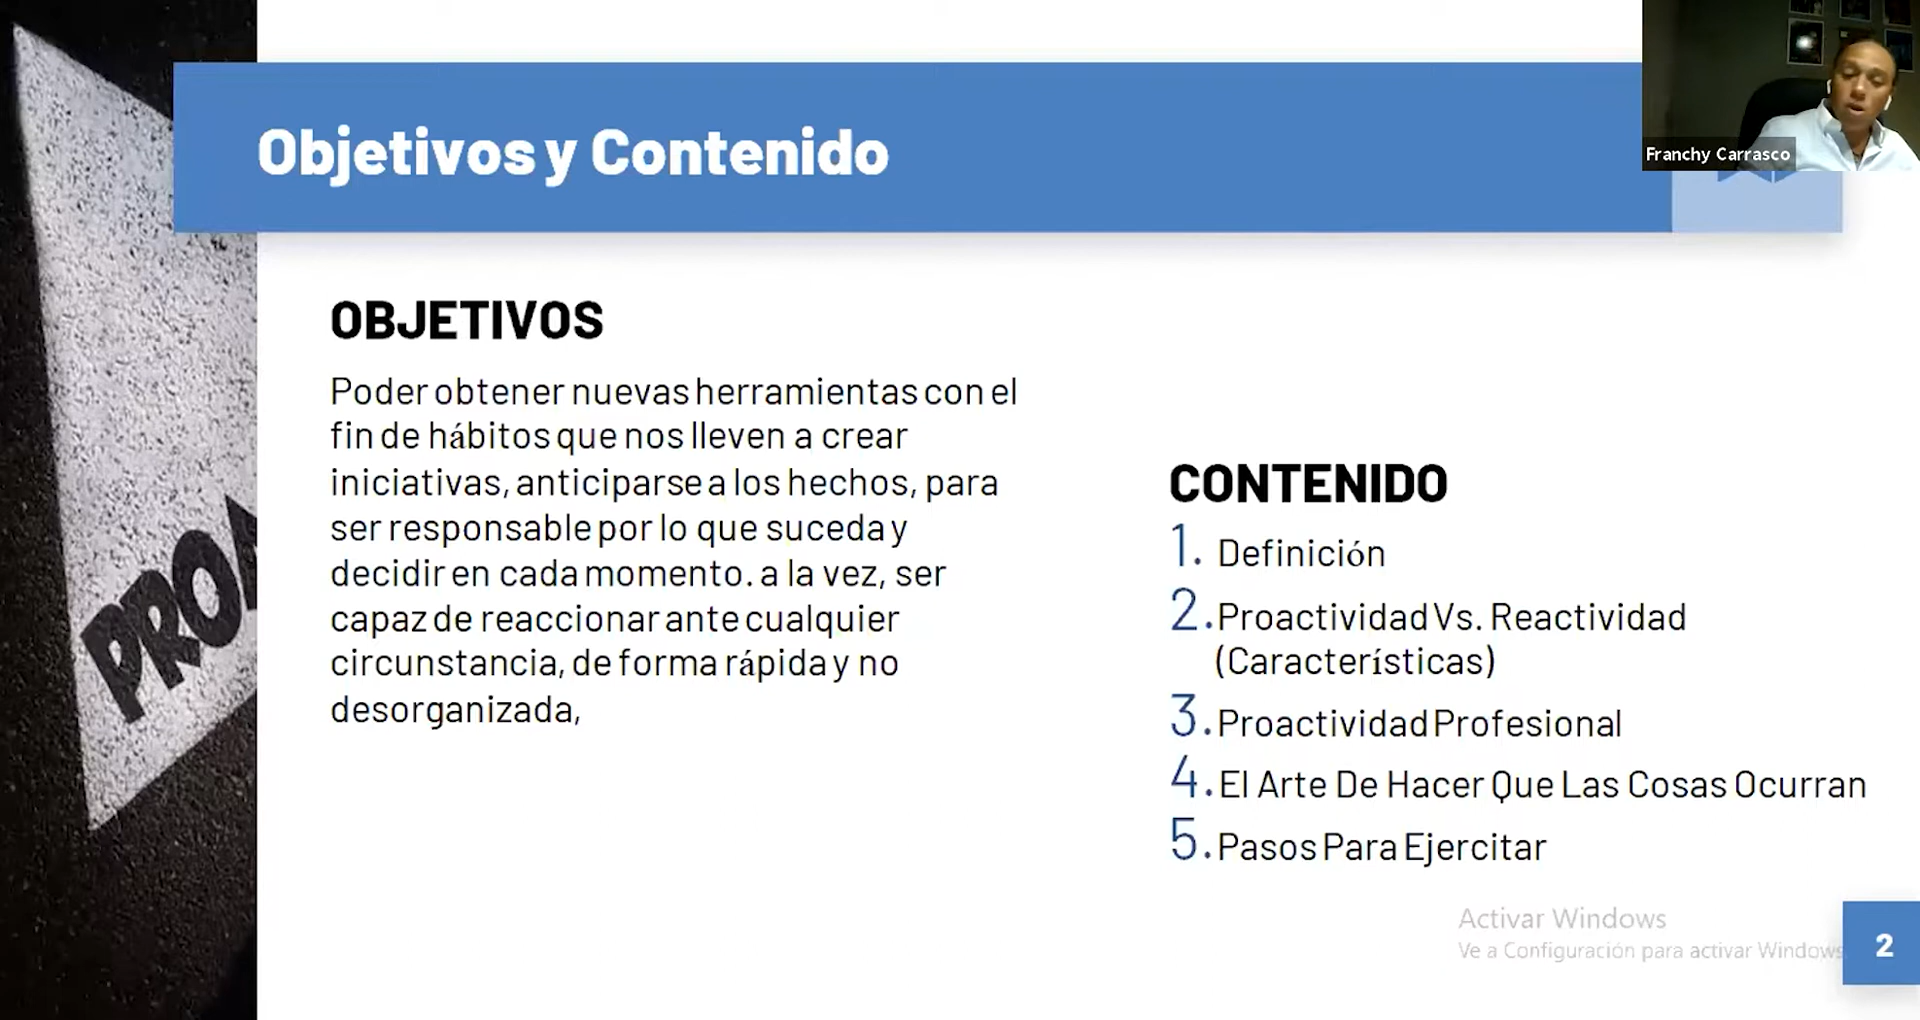 Objetivos y Contenido
Franchy Carrasco
OBJETIVOS
Poder obtener nuevas herramientas con el
fin de hábitos que nos lleven a crear
iniciativas, anticiparse a los hechos, para
ser responsable por lo que suceda y
decidir en cada momento. a la vez, ser
capaz de reaccionar ante cualquier
circunstancia, de forma rápida y no
desorganizada,
CONTENIDO
1. Definición
2. Proactividad Vs. Reactividad
(Características)
3. Proactividad Profesional
4. El Arte De Hacer Que Las Cosas Ocurran
5. Pasos Para Ejercitar
Activar Windows
Ve a Configuración para activar Windows
2